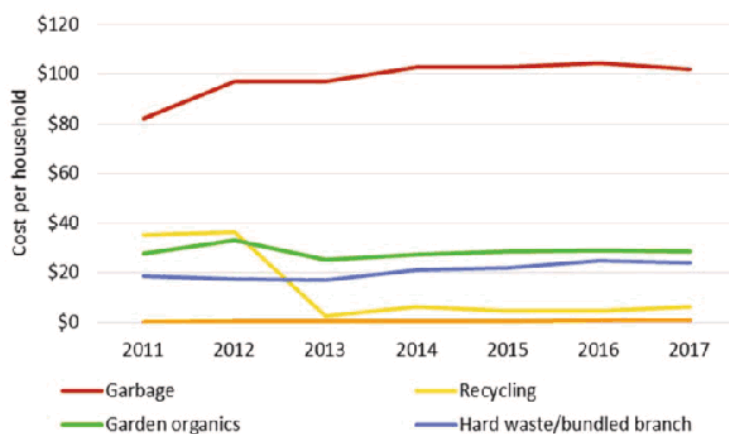 $120
$100
$80
$60
$40
$20
$0
Cost per household
2011 2012 2013 2014 2015 2016 2017
Garbage Recycling
Garden organics Hard waste/bundled branch